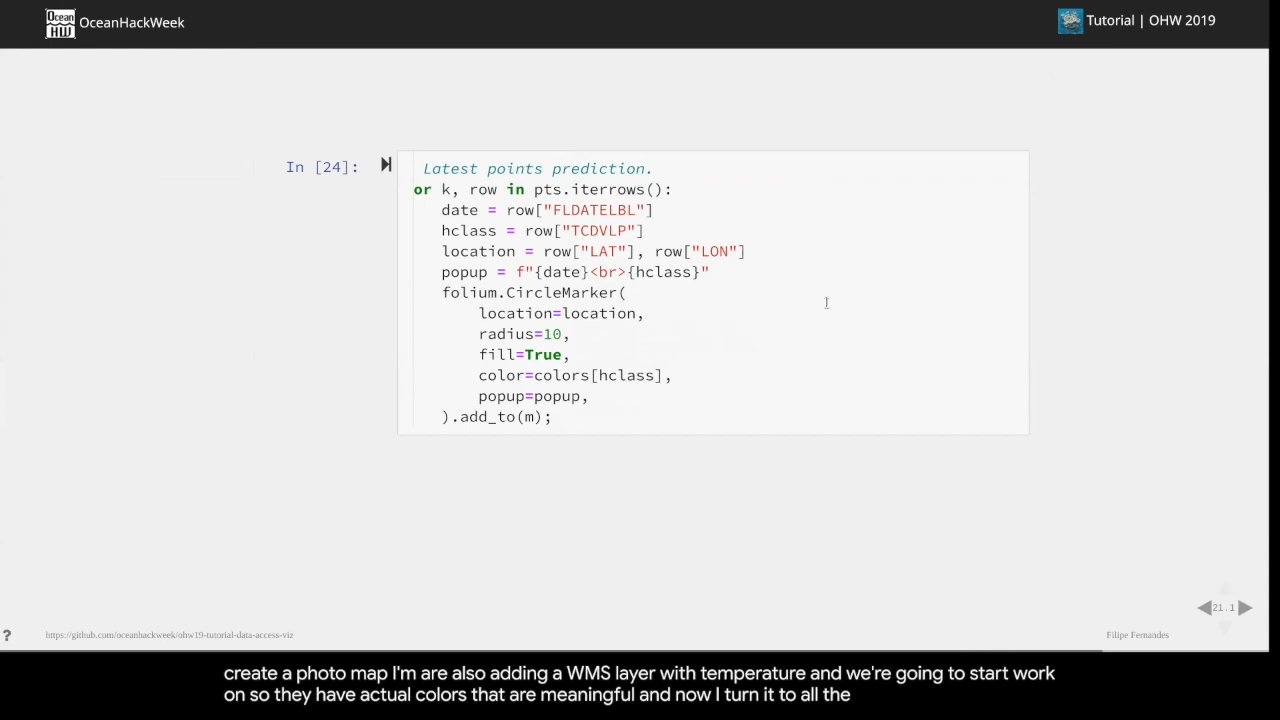 Ocean
HW
OceanHackWeek
Tutorial | OHW 2019
In [24]:
Latest points prediction.
or k, row in pts.iterrows():
date = row["FLDATELBL"]
hclass = row["TCDVLP"]
location = row["LAT"], row["LON"]
popup = f"{date}<br>{hclass}"
folium.CircleMarker(
location=location,
radius=10,
fill=True,
color=colors[hclass],
popup=popup,
).add_to(m);
21.1
?
https://github.com/oceanhackweek/ohw19-tutorial-data-access-viz
Filipe Fernandes
create a photo map I'm are also adding a WMS layer with temperature and we're going to start work
on so they have actual colors that are meaningful and now I turn it to all the